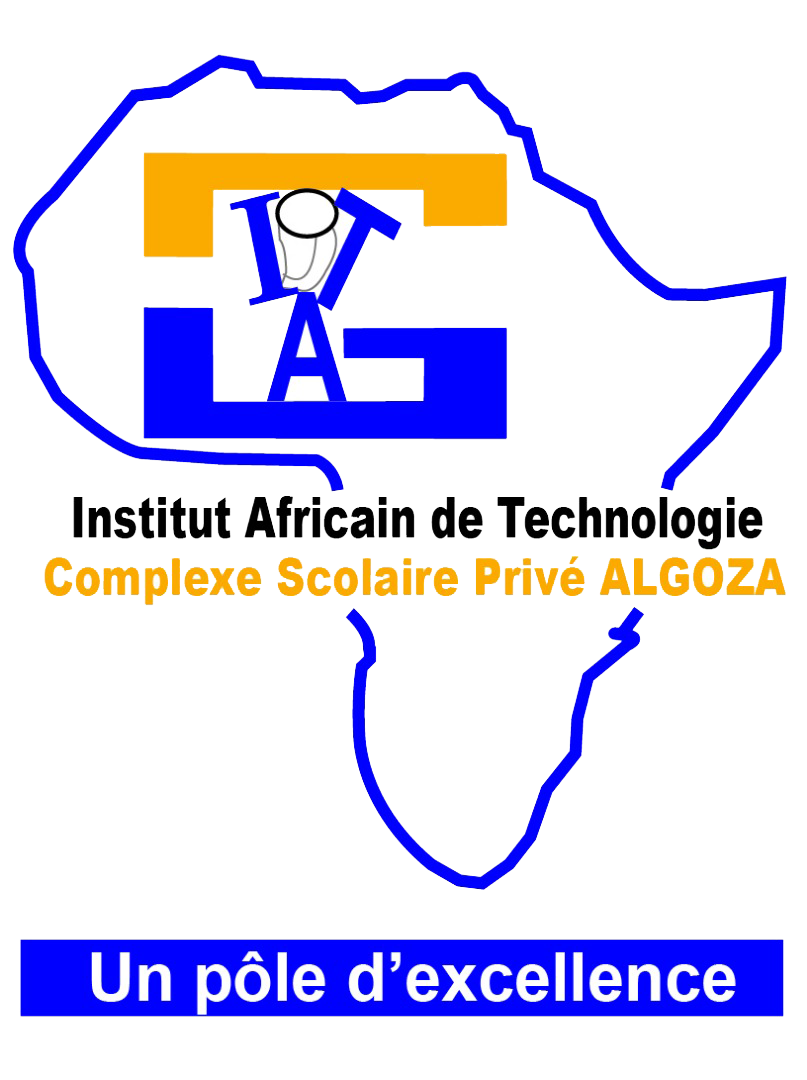 IAT
G
Institut Africain de Technologie
Complexe Scolaire Privé ALGOZA
Un pôle d’excellence